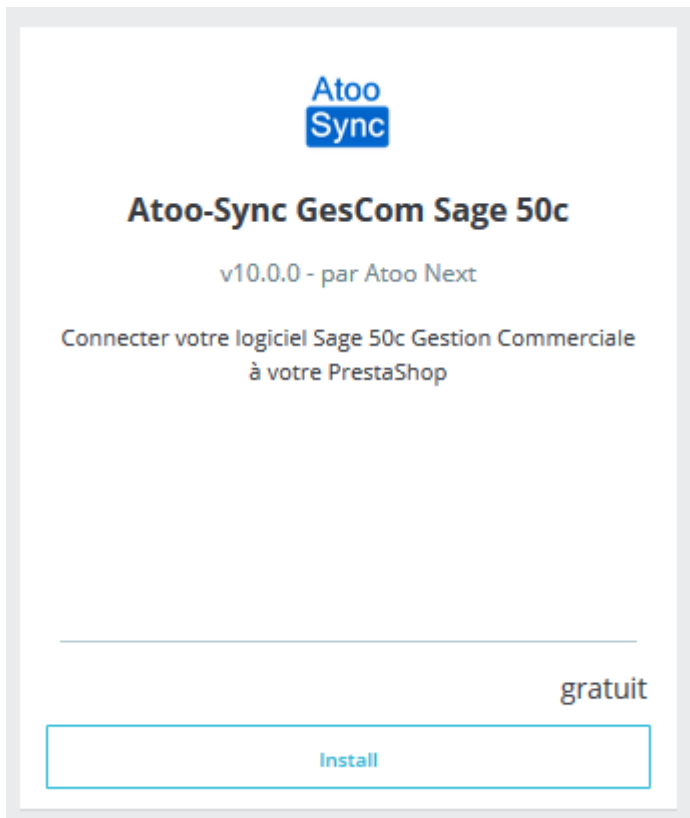 Atoo
Sync
Atoo-Sync GesCom Sage 50c
v10.0.0 - par Atoo Next
Connecter votre logiciel Sage 50c Gestion Commerciale
à votre PrestaShop
gratuit
Install